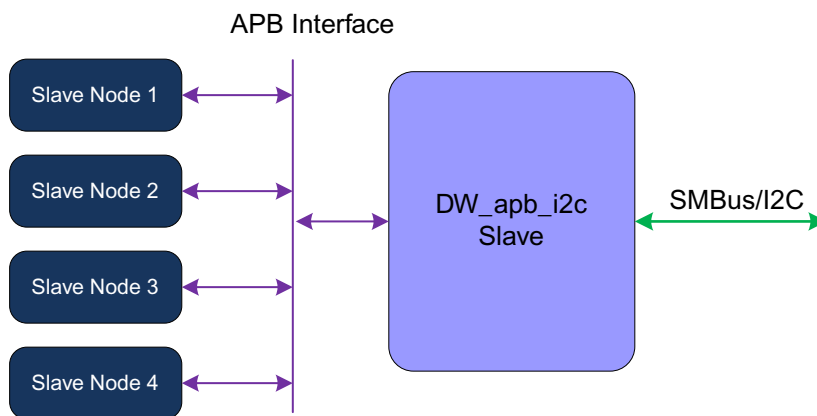 APB Interface
Slave Node 1
Slave Node 2
Slave Node 3
Slave Node 4
DW_apb_i2c
Slave
SMBus/I2C